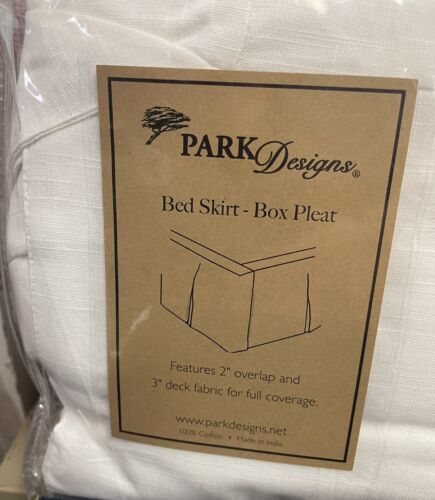 PARK Designs®
Bed Skirt - Box Pleat
Features 2" overlap and
3" deck fabric for full coverage.
www.parkdesigns.net
100% Cotton • Made in India